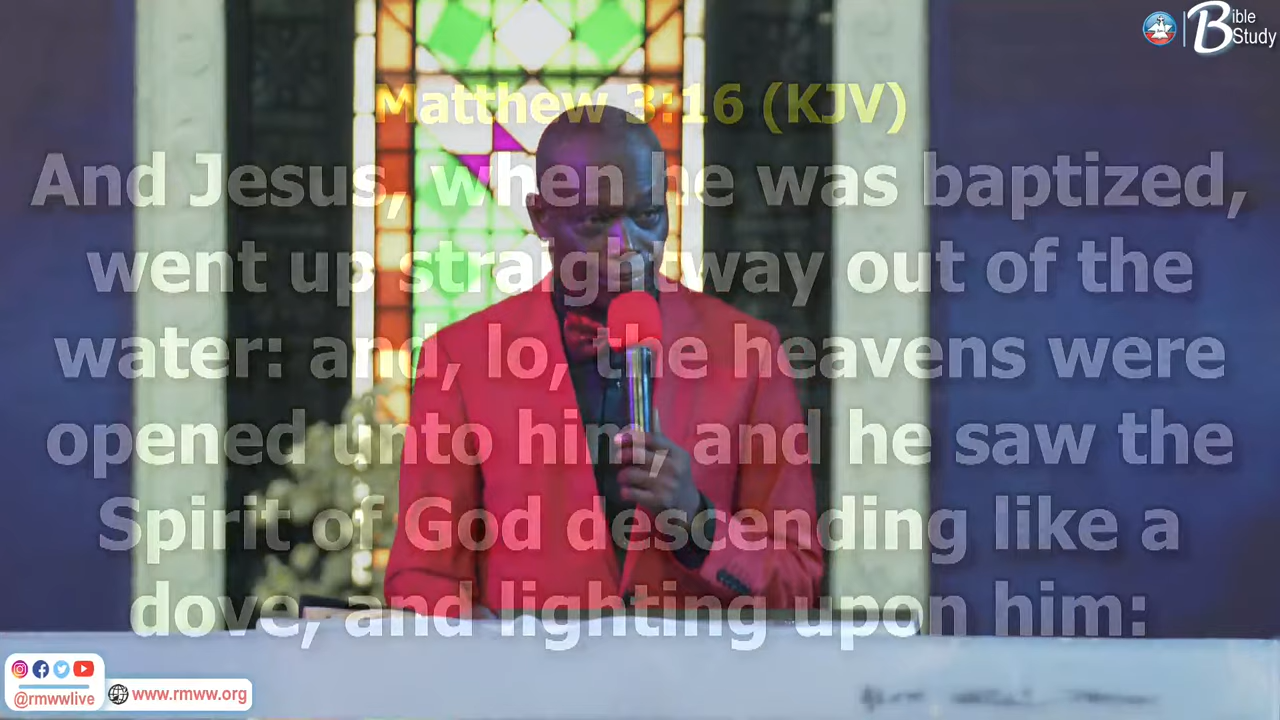 Bible
Study
Matthew 3:16 (KJV)
And Jesus, when he was baptized,
went up straightway out of the
water: and, lo, the heavens were
opened unto him, and he saw the
Spirit of God descending like a
dove, and lighting upon him:
@rmwwlive
www.rmww.org